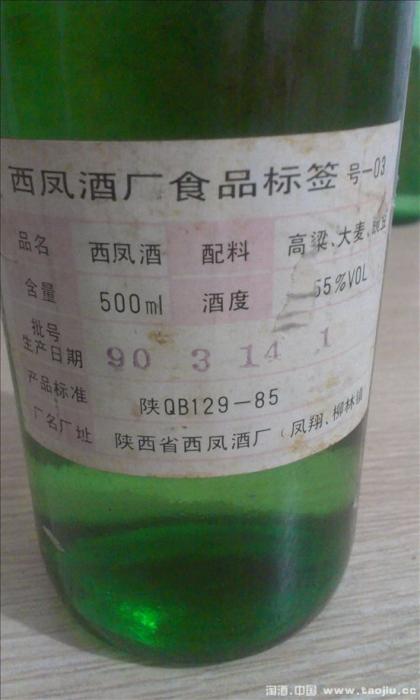 西凤酒厂食品标签 号-03
品名 西凤酒 配料 高粱、大麦、豌豆
含量 500ml 酒度 55%VOL
批号
生产日期 90 3 14 1
产品标准 陕QB129-85
厂名厂址 陕西省西凤酒厂(凤翔、柳林镇
淘酒.中国 www.taojiu.cc